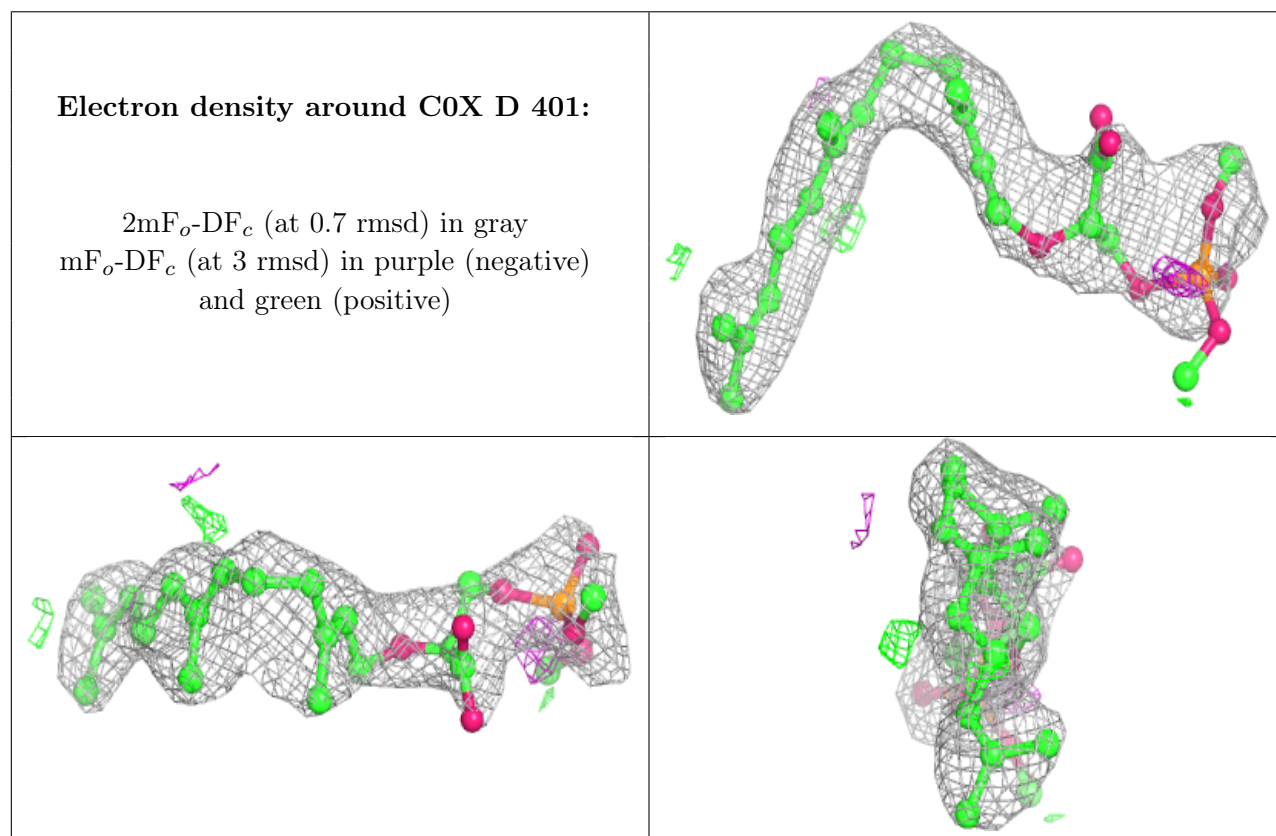 Electron density around C0X D 401:
2mFo-DFc (at 0.7 rmsd) in gray
mFo-DFc (at 3 rmsd) in purple (negative)
and green (positive)